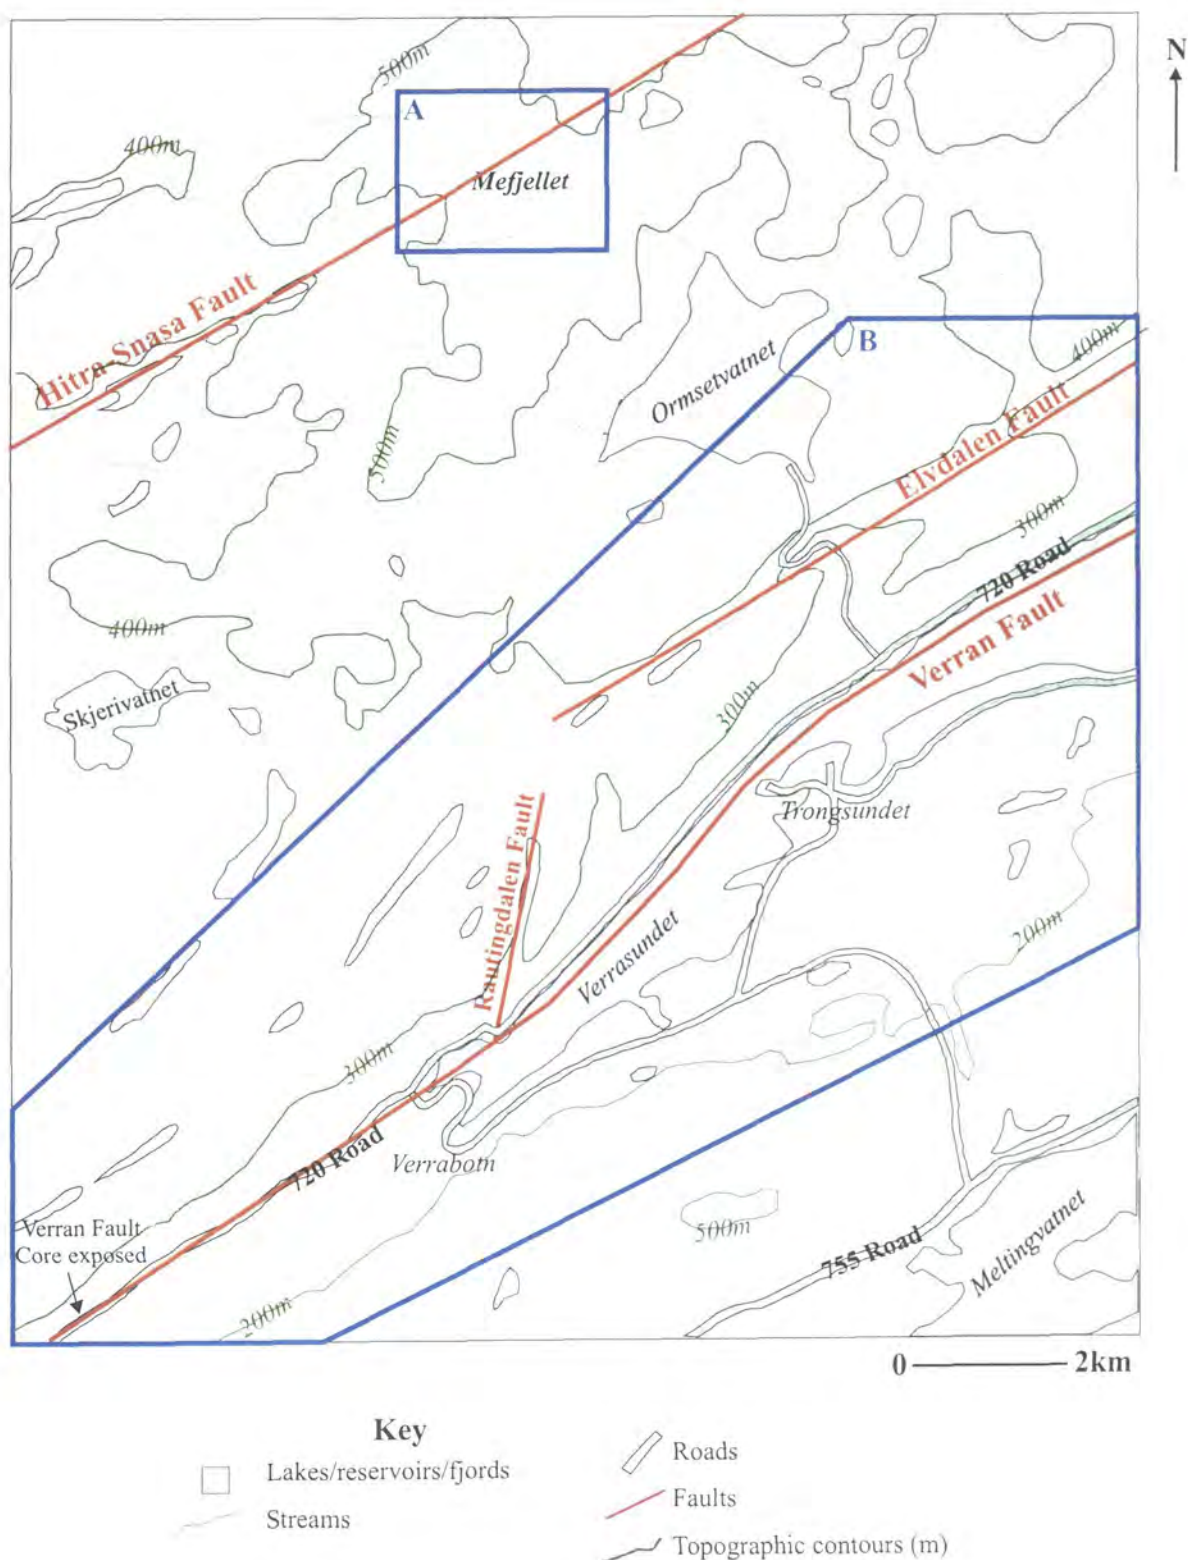 N
500m
A
400m
Mefjellet
Hitra-Snasa Fault
B
400m
Ormsetvatnet
Elvdalen Fault
500m
300m
720 Road
400m
Verran Fault
Skjerivatnet
300m
Trongsundet
Rautingdalen Fault
Verrasundet
200m
300m
720 Road
Verrabotn
Verran Fault
Core exposed
500m
755 Road
Meltingvatnet
200m
0 2km
Key
Lakes/reservoirs/fjords
Roads
Streams
Faults
Topographic contours (m)